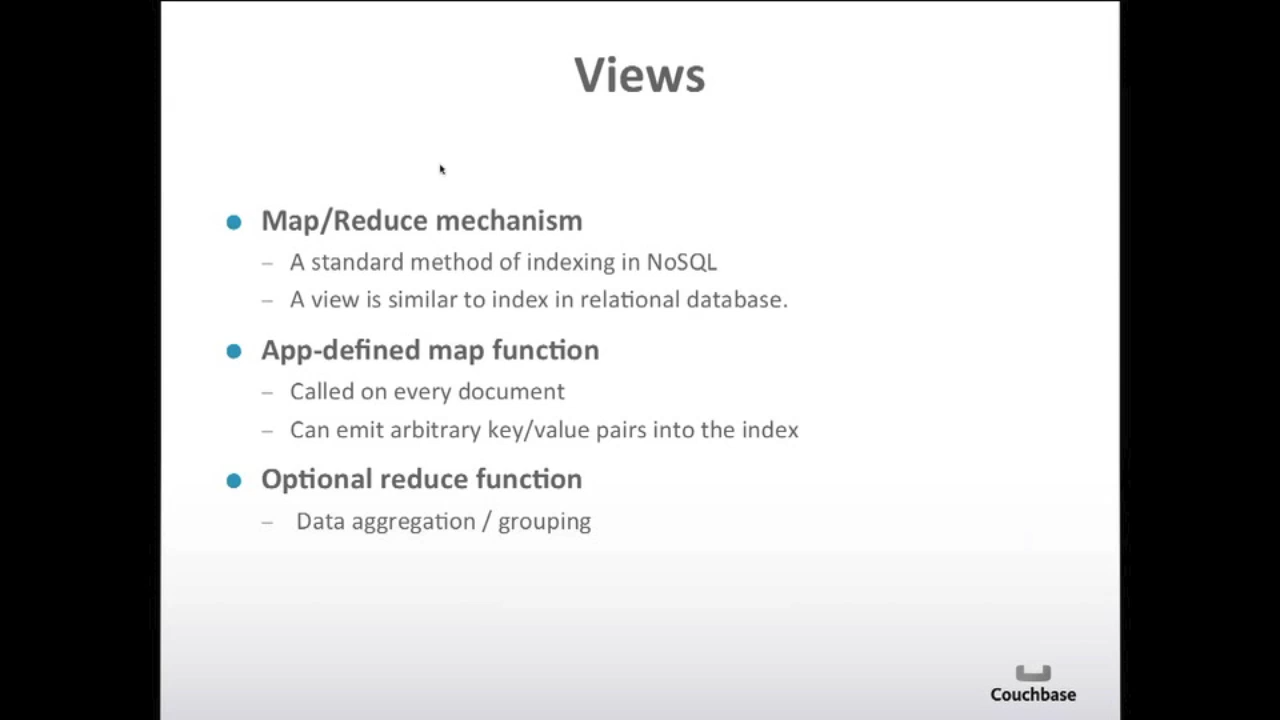 Views
Map/Reduce mechanism
– A standard method of indexing in NoSQL
– A view is similar to index in relational database.
App-defined map function
– Called on every document
– Can emit arbitrary key/value pairs into the index
Optional reduce function
– Data aggregation / grouping
Couchbase